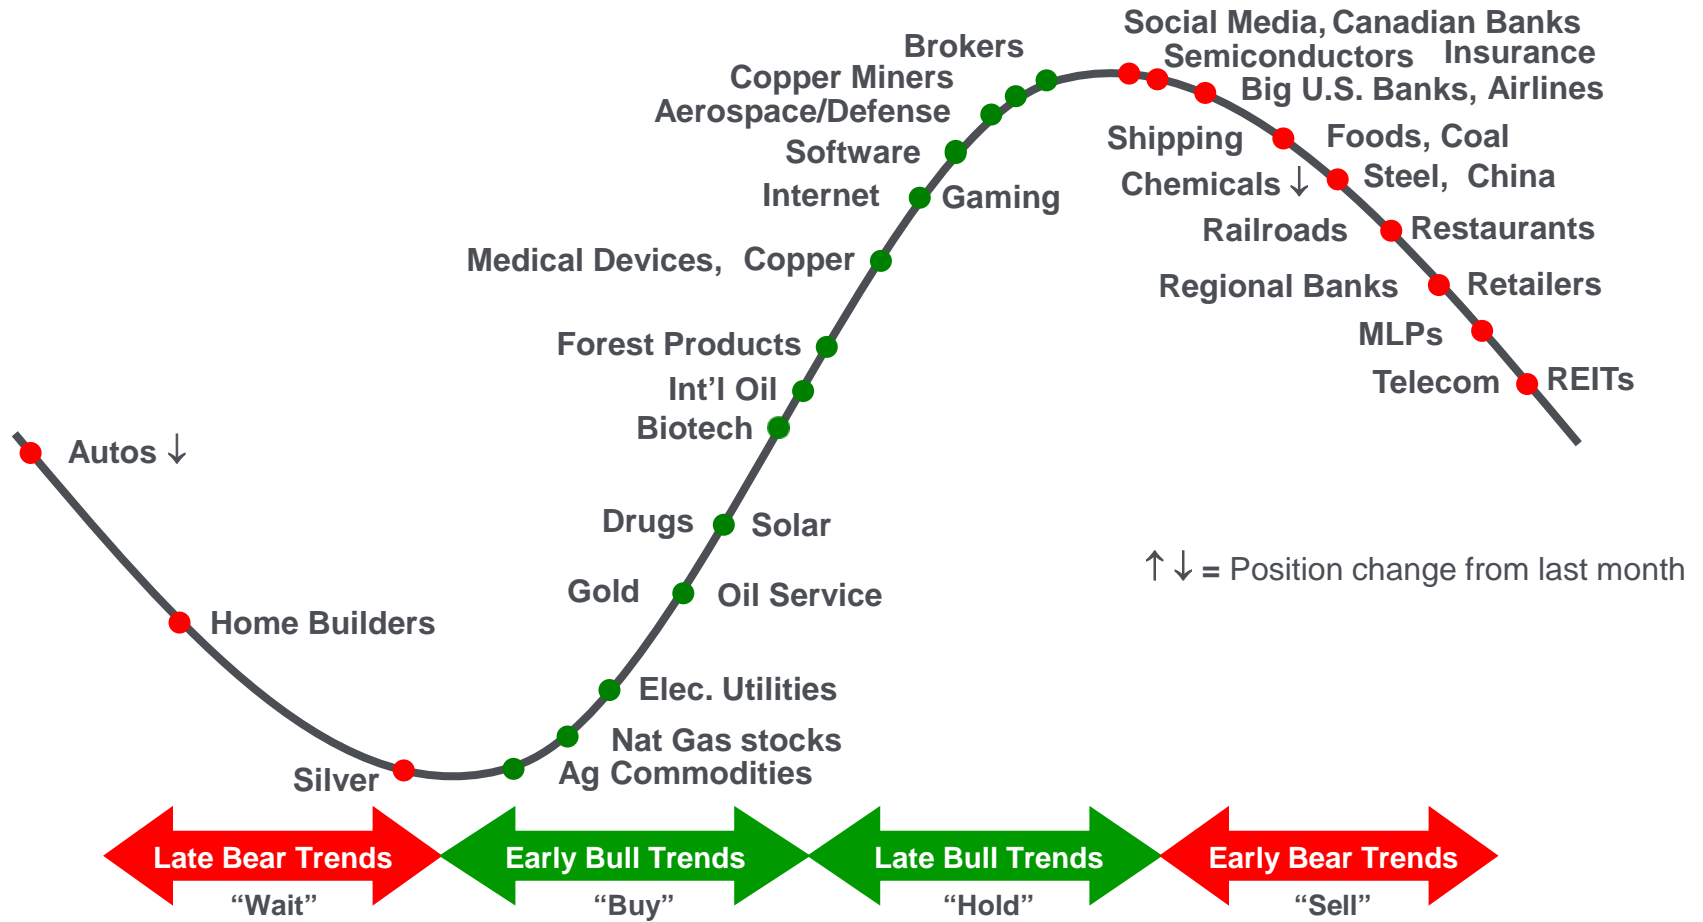 Social Media, Canadian Banks
Brokers
Semiconductors Insurance
Copper Miners
Big U.S. Banks, Airlines
Aerospace/Defense
Shipping
Foods, Coal
Software
Chemicals ↓
Steel, China
Internet
Gaming
Railroads
Restaurants
Medical Devices, Copper
Regional Banks
Retailers
MLPs
Forest Products
Telecom
REITs
Int’l Oil
Biotech
Autos ↓
Drugs
Solar
↑↓ = Position change from last month
Gold
Oil Service
Home Builders
Elec. Utilities
Nat Gas stocks
Silver
Ag Commodities
Late Bear Trends
Early Bull Trends
Late Bull Trends
Early Bear Trends
“Wait”
“Buy”
“Hold”
“Sell”